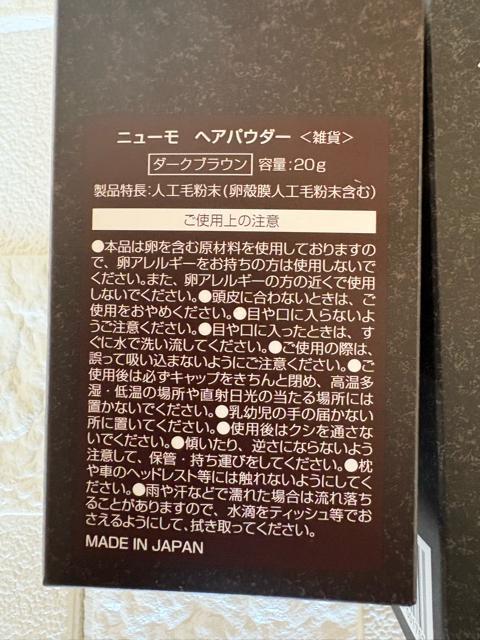 ニューモ ヘアパウダー <雑貨>
ダークブラウン 容量:20g
製品特長:人工毛粉末(卵殻膜人工毛粉末含む)
ご使用上の注意
●本品は卵を含む原材料を使用しておりますの
で、卵アレルギーをお持ちの方は使用しないで
ください。また、卵アレルギーの方の近くで使用
しないでください。●頭皮に合わないときは、ご
使用をおやめください。●目や口に入らないよ
うご注意ください。●目や口に入ったときは、す
ぐに水で洗い流してください。●ご使用の際は、
誤って吸い込まないようにご注意ください。●ご
使用後は必ずキャップをきちんと閉め、高温多
湿・低温の場所や直射日光の当たる場所には
置かないでください。●乳幼児の手の届かない
所に置いてください。●使用後はクシを通さな
いでください。●傾いたり、逆さにならないよう
注意して、保管・持ち運びをしてください。●枕
や車のヘッドレスト等には触れないようにしてく
ださい。●雨や汗などで濡れた場合は流れ落ち
ることがありますので、水滴をティッシュ等でお
さえるようにして、拭き取ってください。
MADE IN JAPAN